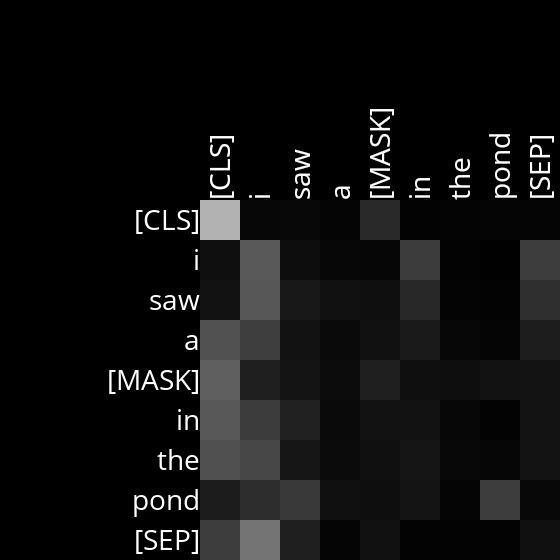 [CLS] i saw a [MASK] in the pond [SEP]
[CLS]
i
saw
a
[MASK]
in
the
pond
[SEP]